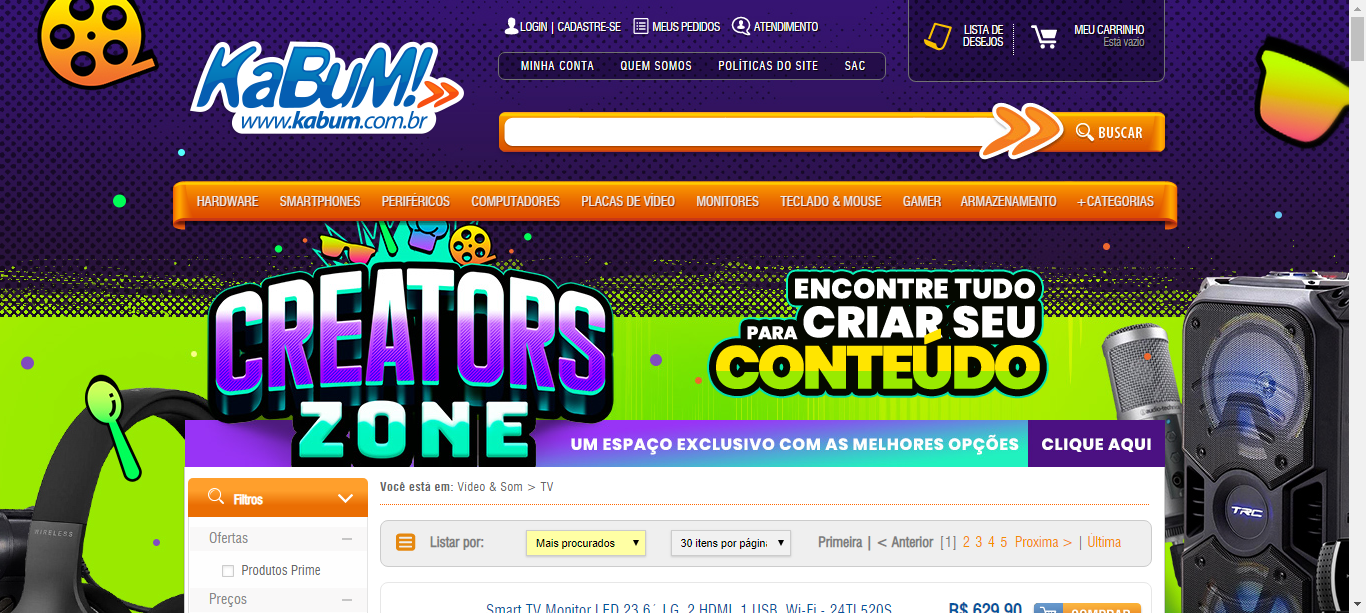 LOGIN | CADASTRE-SE MEUS PEDIDOS ATENDIMENTO
LISTA DE
DESEJOS
MEU CARRINHO
Está vazio
KaBuM!
www.kabum.com.br
MINHA CONTA QUEM SOMOS POLÍTICAS DO SITE SAC
BUSCAR
HARDWARE SMARTPHONES PERIFÉRICOS COMPUTADORES PLACAS DE VÍDEO MONITORES TECLADO & MOUSE GAMER ARMAZENAMENTO +CATEGORIAS
CREATORS
ZONE
ENCONTRE TUDO
PARA CRIAR SEU
CONTEÚDO
audio-technica
UM ESPAÇO EXCLUSIVO COM AS MELHORES OPÇÕES CLIQUE AQUI
WIRELESS
TRC
Filtros
Você está em: Video & Som > TV
Ofertas
Listar por: Mais procurados 30 itens por págin Primeira | < Anterior [1] 2 3 4 5 Proxima > | Última
Produtos Prime
Preços
Smart TV Monitor LED 23.6´ LG, 2 HDMI, 1 USB, Wi-Fi - 24TL520S
R$ 629,90 COMPRAR